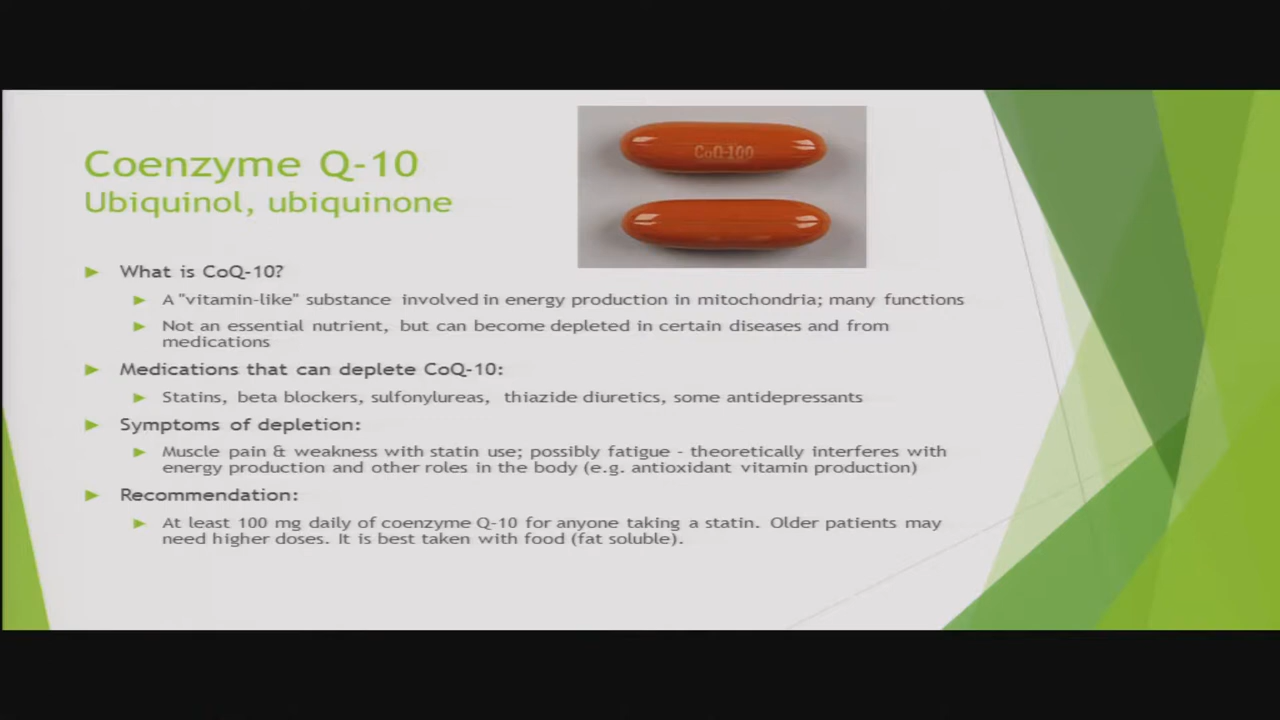 Coenzyme Q-10
Ubiquinol, ubiquinone
CoQ-100
What is CoQ-10?
A "vitamin-like" substance involved in energy production in mitochondria; many functions
Not an essential nutrient, but can become depleted in certain diseases and from
medications
Medications that can deplete CoQ-10:
Statins, beta blockers, sulfonylureas, thiazide diuretics, some antidepressants
Symptoms of depletion:
Muscle pain & weakness with statin use; possibly fatigue - theoretically interferes with
energy production and other roles in the body (e.g. antioxidant vitamin production)
Recommendation:
At least 100 mg daily of coenzyme Q-10 for anyone taking a statin. Older patients may
need higher doses. It is best taken with food (fat soluble).